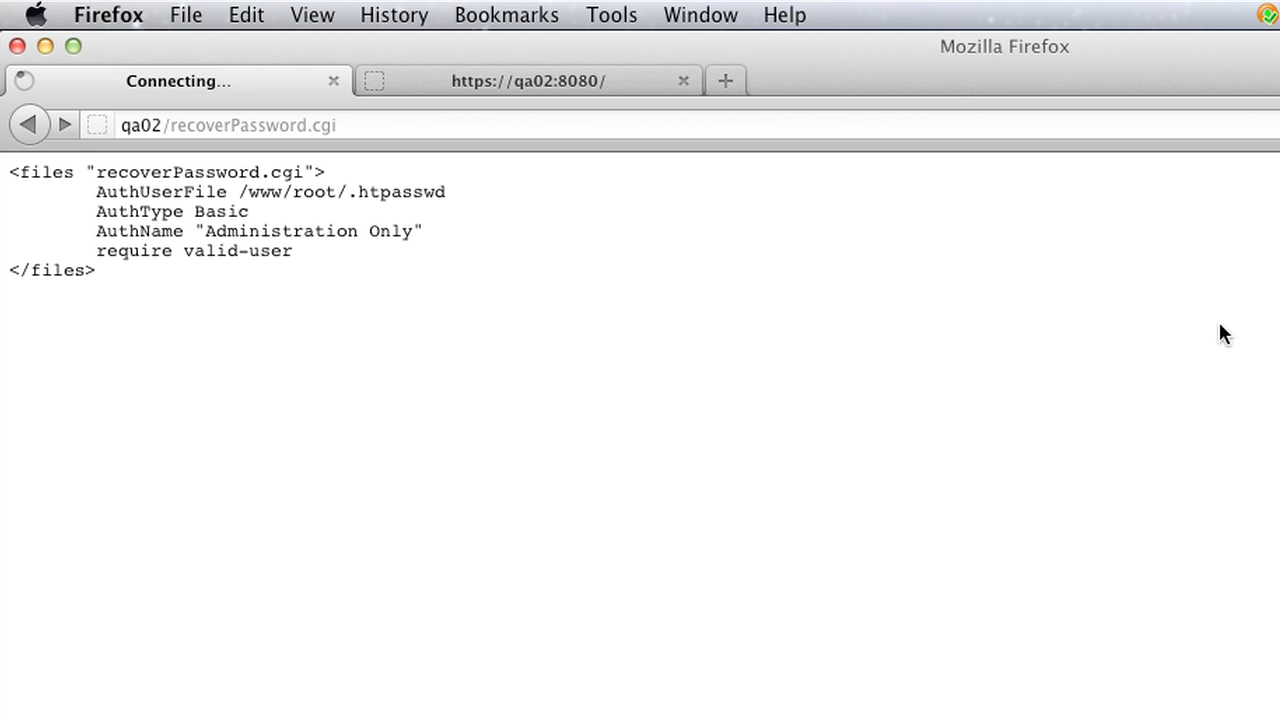 Firefox File Edit View History Bookmarks Tools Window Help
Mozilla Firefox
Connecting... https://qa02:8080/
qa02/recoverPassword.cgi
<files "recoverPassword.cgi">
        AuthUserFile /www/root/.htpasswd
        AuthType Basic
        AuthName "Administration Only"
        require valid-user
</files>